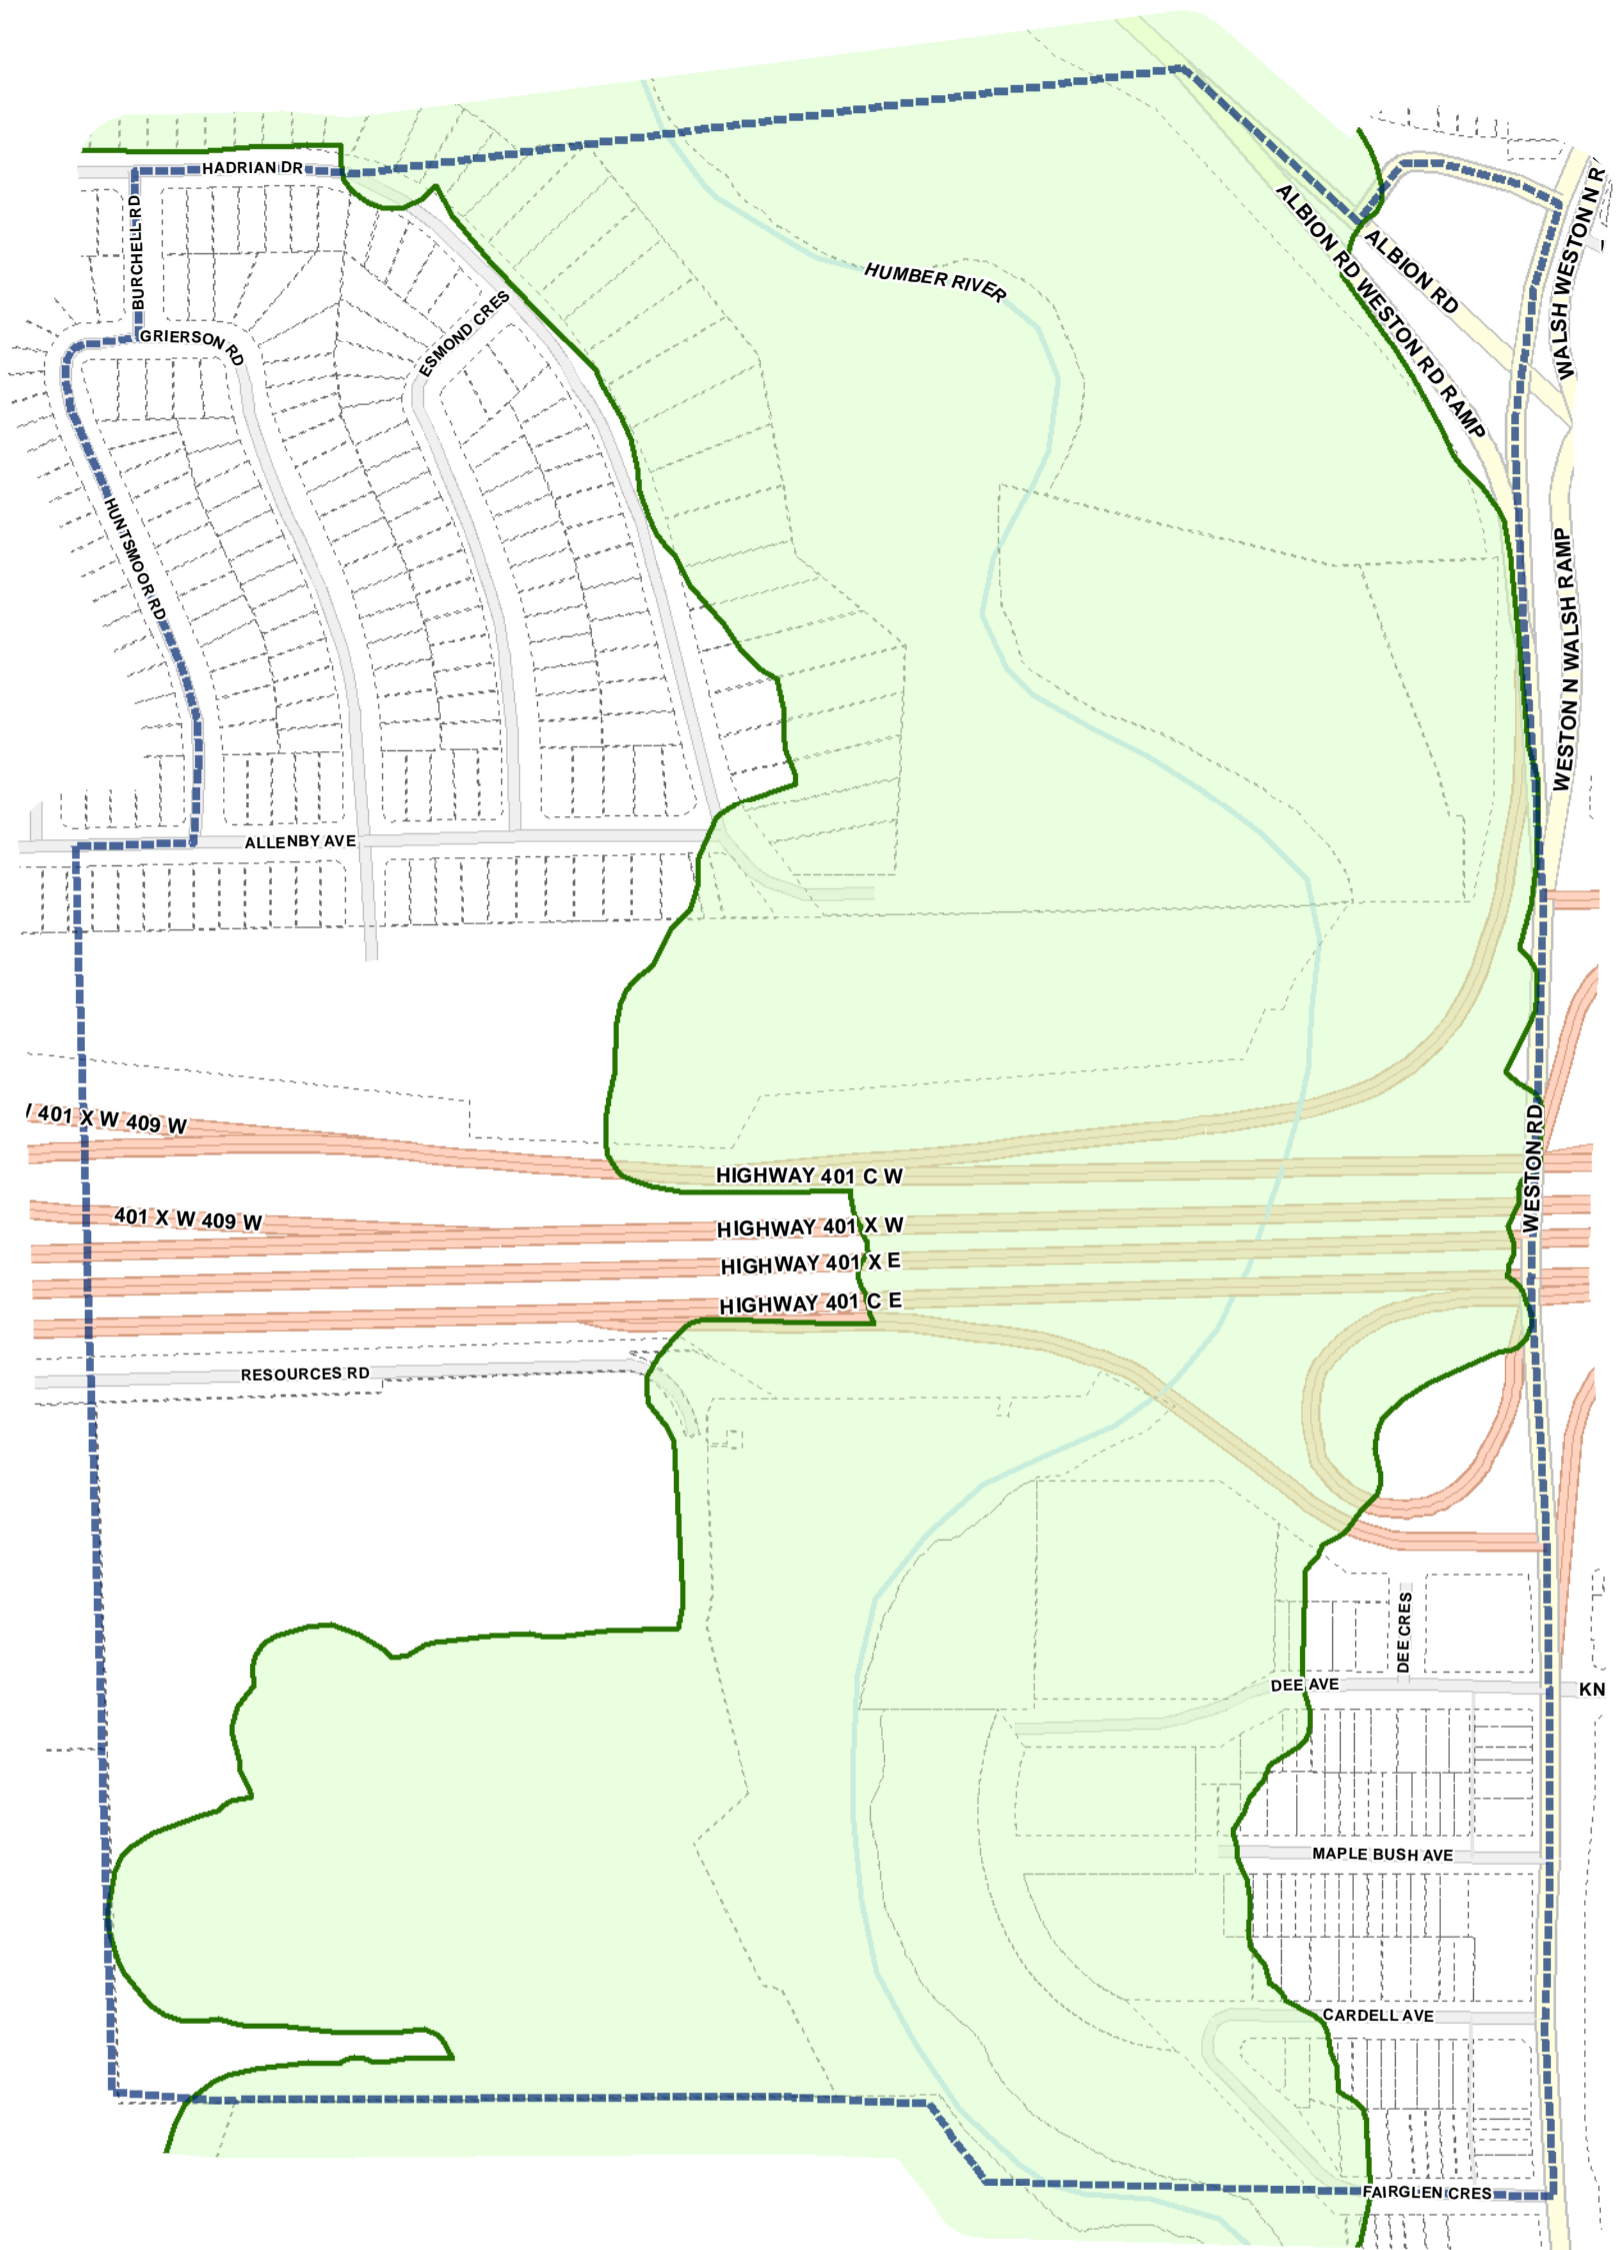 HADRIAN DR
BURCHELL RD
GRIERSON RD
ESMOND CRES
HUNTSMOOR RD
HUMBER RIVER
ALBION RD WESTON RD RAMP
ALBION RD
WALSH WESTON N R
WESTON N WALSH RAMP
ALLENBY AVE
401 X W 409 W
HIGHWAY 401 C W
401 X W 409 W
HIGHWAY 401 X W
HIGHWAY 401 X E
HIGHWAY 401 C E
WESTON RD
RESOURCES RD
DEE CRES
DEE AVE
KN
MAPLE BUSH AVE
CARDELL AVE
FAIRGLEN CRES